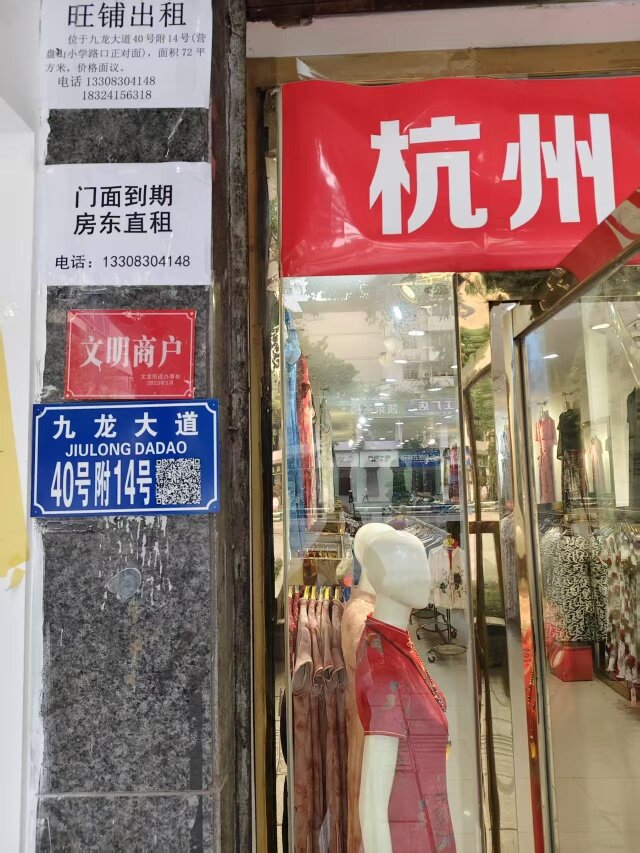 旺铺出租
位于九龙大道40号附14号(营
盘山小学路口正对面)，面积72平
方米，价格面议。
电话 13308304148
18324156318
门面到期
房东直租
电话：13308304148
文明商户
九龙大道
JIULONG DADAO
40号附14号
杭州